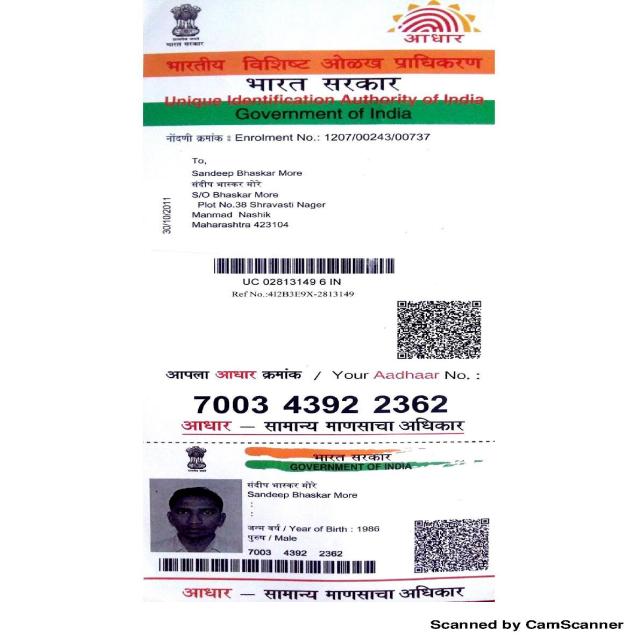 भारत सरकार
आधार
भारतीय विशिष्ट ओळख प्राधिकरण
भारत सरकार
Unique Identification Authority of India
Government of India
नोंदणी क्रमांक : Enrolment No.: 1207/00243/00737
To,
Sandeep Bhaskar More
संदीप भास्कर मोरे
S/O Bhaskar More
Plot No.38 Shravasti Nager
Manmad Nashik
Maharashtra 423104
30/10/2011
UC 02813149 6 IN
Ref No.:4I2B3E9X-2813149
आपला आधार क्रमांक / Your Aadhaar No. :
7003 4392 2362
आधार — सामान्य माणसाचा अधिकार
भारत सरकार
GOVERNMENT OF INDIA
संदीप भास्कर मोरे
Sandeep Bhaskar More
:
:
जन्म वर्ष / Year of Birth : 1986
पुरुष / Male
7003 4392 2362
आधार — सामान्य माणसाचा अधिकार
Scanned by CamScanner